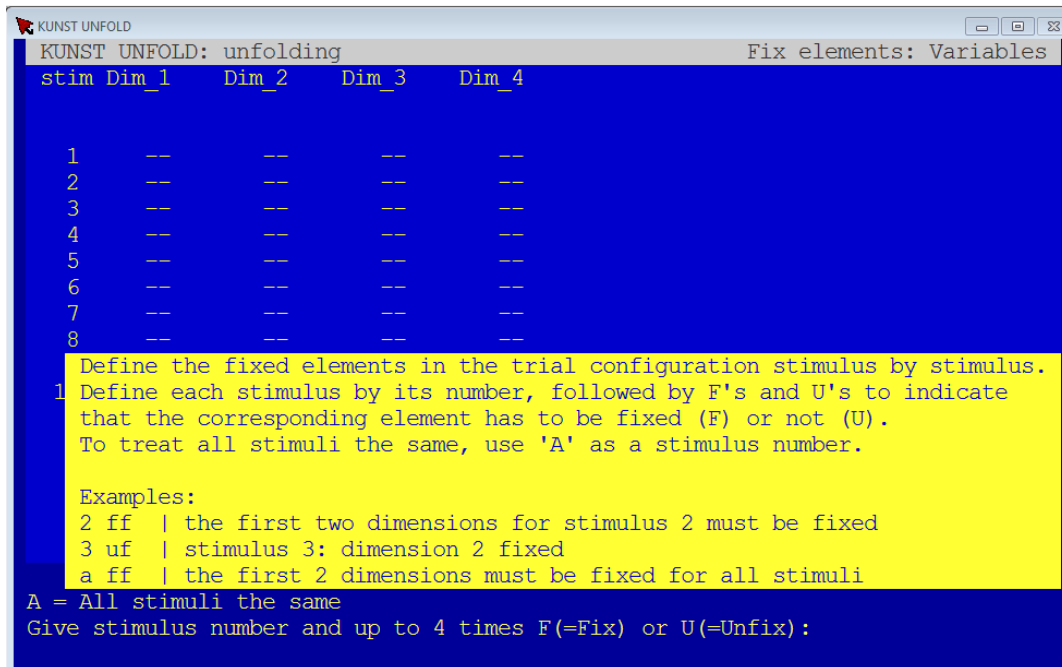 KUNST UNFOLD
KUNST UNFOLD: unfolding Fix elements: Variables
stim Dim_1 Dim_2 Dim_3 Dim_4
1 -- -- -- --
2 -- -- -- --
3 -- -- -- --
4 -- -- -- --
5 -- -- -- --
6 -- -- -- --
7 -- -- -- --
8 -- -- -- --
Define the fixed elements in the trial configuration stimulus by stimulus.
1 Define each stimulus by its number, followed by F's and U's to indicate
that the corresponding element has to be fixed (F) or not (U).
To treat all stimuli the same, use 'A' as a stimulus number.
Examples:
2 ff | the first two dimensions for stimulus 2 must be fixed
3 uf | stimulus 3: dimension 2 fixed
a ff | the first 2 dimensions must be fixed for all stimuli
A = All stimuli the same
Give stimulus number and up to 4 times F(=Fix) or U(=Unfix):